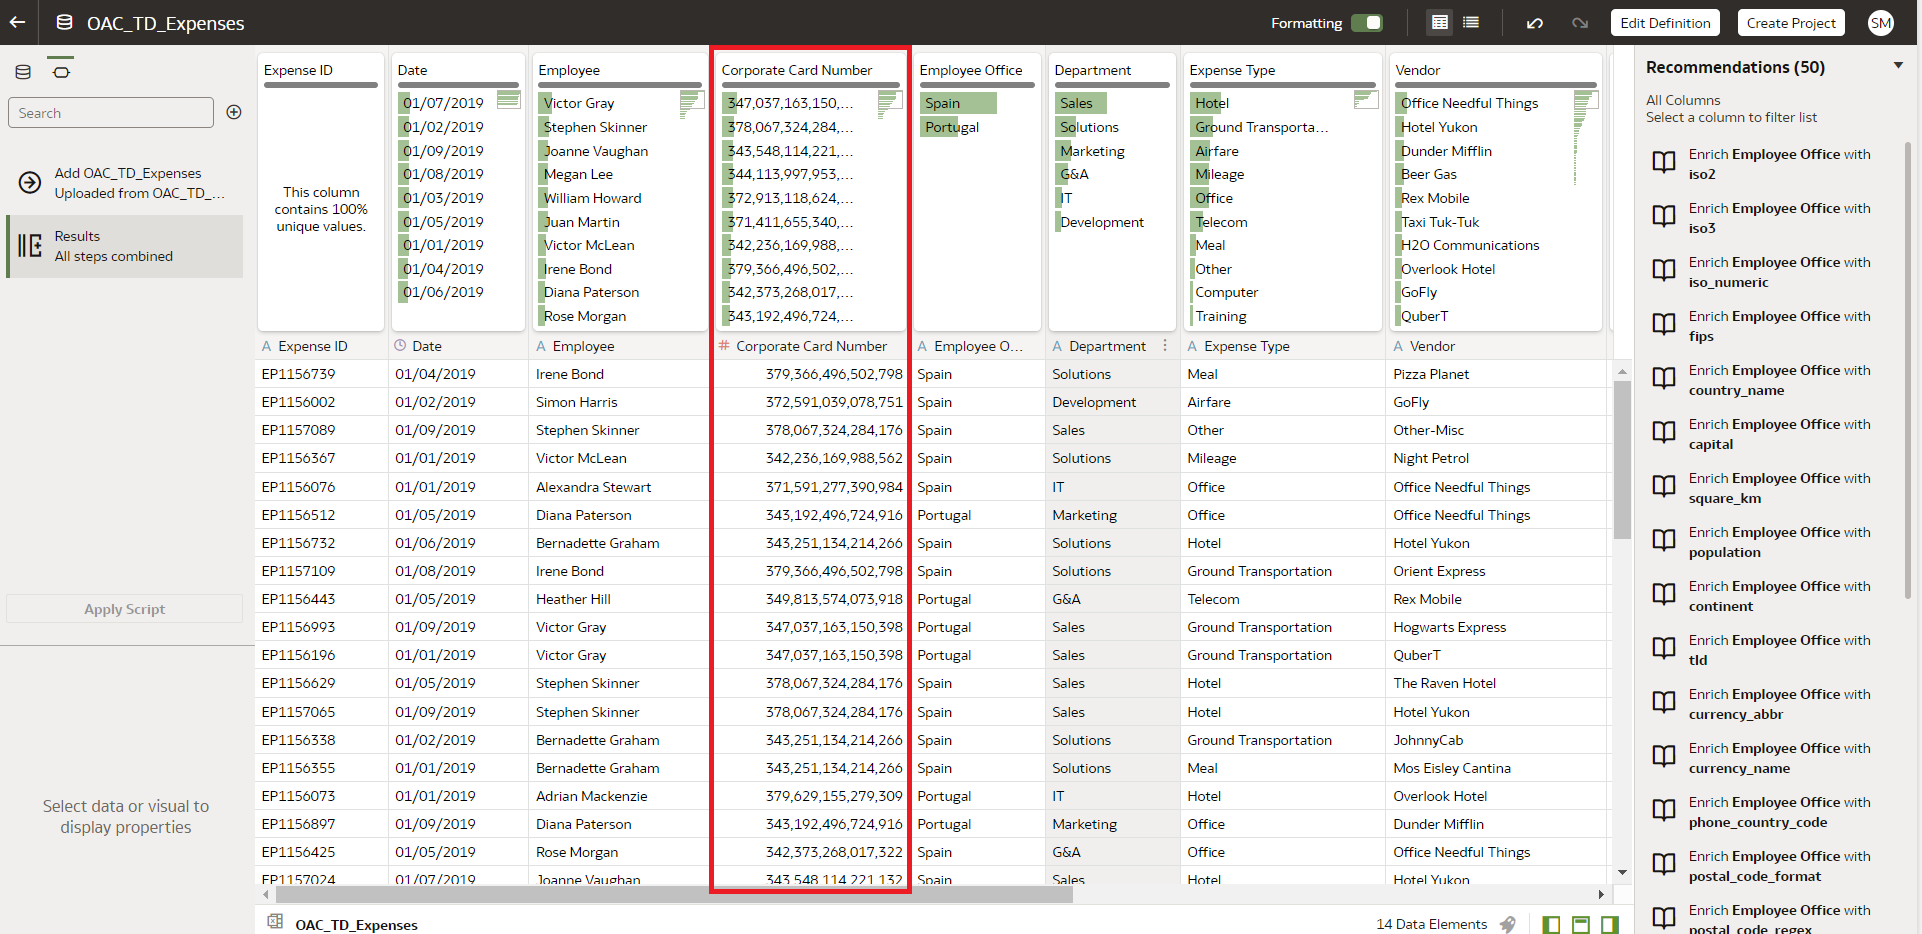 OAC_TD_Expenses
Formatting
Edit Definition
Create Project
SM
Search
Add OAC_TD_Expenses
Uploaded from OAC_TD_...
Results
All steps combined
Apply Script
Select data or visual to
display properties
Expense ID
This column
contains 100%
unique values.
Date
01/07/2019
01/02/2019
01/09/2019
01/08/2019
01/03/2019
01/05/2019
01/01/2019
01/04/2019
01/06/2019
Employee
Victor Gray
Stephen Skinner
Joanne Vaughan
Megan Lee
William Howard
Juan Martin
Victor McLean
Irene Bond
Diana Paterson
Rose Morgan
Corporate Card Number
347,037,163,150,...
378,067,324,284,...
343,548,114,221,...
344,113,997,953,...
372,913,118,624,...
371,411,655,340,...
342,236,169,988,...
379,366,496,502,...
342,373,268,017,...
343,192,496,724,...
Employee Office
Spain
Portugal
Department
Sales
Solutions
Marketing
G&A
IT
Development
Expense Type
Hotel
Ground Transporta...
Airfare
Mileage
Office
Telecom
Meal
Other
Computer
Training
Vendor
Office Needful Things
Hotel Yukon
Dunder Mifflin
Beer Gas
Rex Mobile
Taxi Tuk-Tuk
H2O Communications
Overlook Hotel
GoFly
QuberT
A Expense ID Date A Employee # Corporate Card Number A Employee O... A Department A Expense Type A Vendor
EP1156739 01/04/2019 Irene Bond 379,366,496,502,798 Spain Solutions Meal Pizza Planet
EP1156002 01/02/2019 Simon Harris 372,591,039,078,751 Spain Development Airfare GoFly
EP1157089 01/09/2019 Stephen Skinner 378,067,324,284,176 Spain Sales Other Other-Misc
EP1156367 01/01/2019 Victor McLean 342,236,169,988,562 Spain Solutions Mileage Night Petrol
EP1156076 01/01/2019 Alexandra Stewart 371,591,277,390,984 Spain IT Office Office Needful Things
EP1156512 01/05/2019 Diana Paterson 343,192,496,724,916 Portugal Marketing Office Office Needful Things
EP1156732 01/06/2019 Bernadette Graham 343,251,134,214,266 Spain Solutions Hotel Hotel Yukon
EP1157109 01/08/2019 Irene Bond 379,366,496,502,798 Spain Solutions Ground Transportation Orient Express
EP1156443 01/05/2019 Heather Hill 349,813,574,073,918 Portugal G&A Telecom Rex Mobile
EP1156993 01/09/2019 Victor Gray 347,037,163,150,398 Portugal Sales Ground Transportation Hogwarts Express
EP1156196 01/01/2019 Victor Gray 347,037,163,150,398 Portugal Sales Ground Transportation QuberT
EP1156629 01/05/2019 Stephen Skinner 378,067,324,284,176 Spain Sales Hotel The Raven Hotel
EP1157065 01/09/2019 Stephen Skinner 378,067,324,284,176 Spain Sales Hotel Hotel Yukon
EP1156338 01/02/2019 Bernadette Graham 343,251,134,214,266 Spain Solutions Ground Transportation JohnnyCab
EP1156355 01/01/2019 Bernadette Graham 343,251,134,214,266 Spain Solutions Meal Mos Eisley Cantina
EP1156073 01/01/2019 Adrian Mackenzie 379,629,155,279,309 Portugal IT Hotel Overlook Hotel
EP1156897 01/09/2019 Diana Paterson 343,192,496,724,916 Portugal Marketing Office Dunder Mifflin
EP1156425 01/05/2019 Rose Morgan 342,373,268,017,322 Spain G&A Office Office Needful Things
EP1157024 01/07/2019 Joanne Vaughan 343,548,114,221,132 Spain Sales Hotel Hotel Yukon
OAC_TD_Expenses
14 Data Elements
Recommendations (50)
All Columns
Select a column to filter list
Enrich Employee Office with
iso2
Enrich Employee Office with
iso3
Enrich Employee Office with
iso_numeric
Enrich Employee Office with
fips
Enrich Employee Office with
country_name
Enrich Employee Office with
capital
Enrich Employee Office with
square_km
Enrich Employee Office with
population
Enrich Employee Office with
continent
Enrich Employee Office with
tld
Enrich Employee Office with
currency_abbr
Enrich Employee Office with
currency_name
Enrich Employee Office with
phone_country_code
Enrich Employee Office with
postal_code_format
Enrich Employee Office with
postal_code_regex